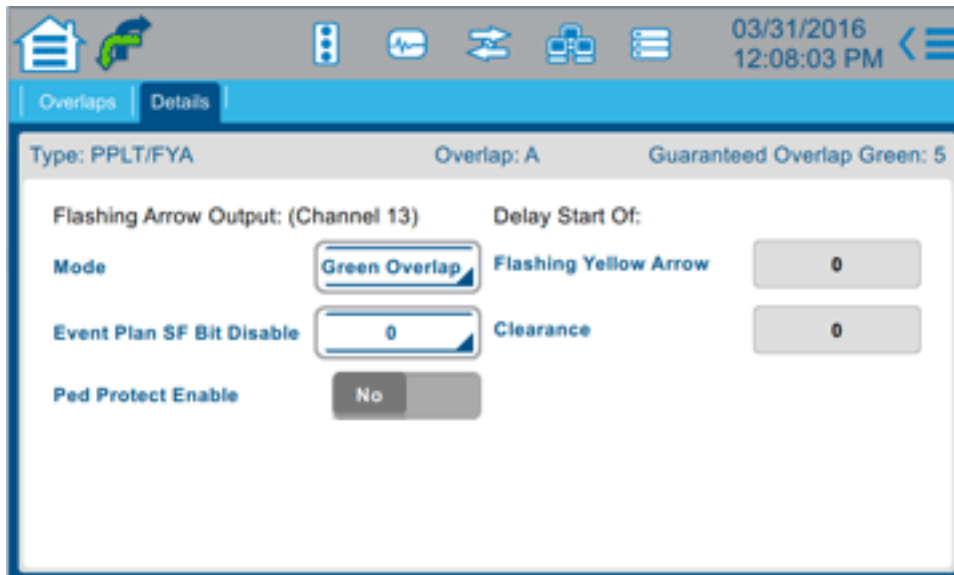 03/31/2016
12:08:03 PM
Overlaps Details
Type: PPLT/FYA Overlap: A Guaranteed Overlap Green: 5
Flashing Arrow Output: (Channel 13) Delay Start Of:
Mode Green Overlap Flashing Yellow Arrow 0
Event Plan SF Bit Disable 0 Clearance 0
Ped Protect Enable No